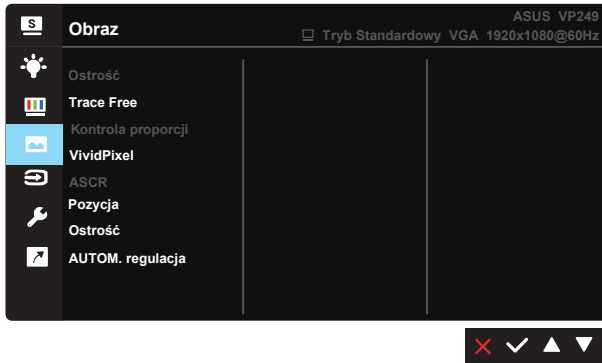 S
Obraz
ASUS VP249
Tryb Standardowy VGA 1920x1080@60Hz
Ostrość
Trace Free
Kontrola proporcji
VividPixel
ASCR
Pozycja
Ostrość
AUTOM. regulacja